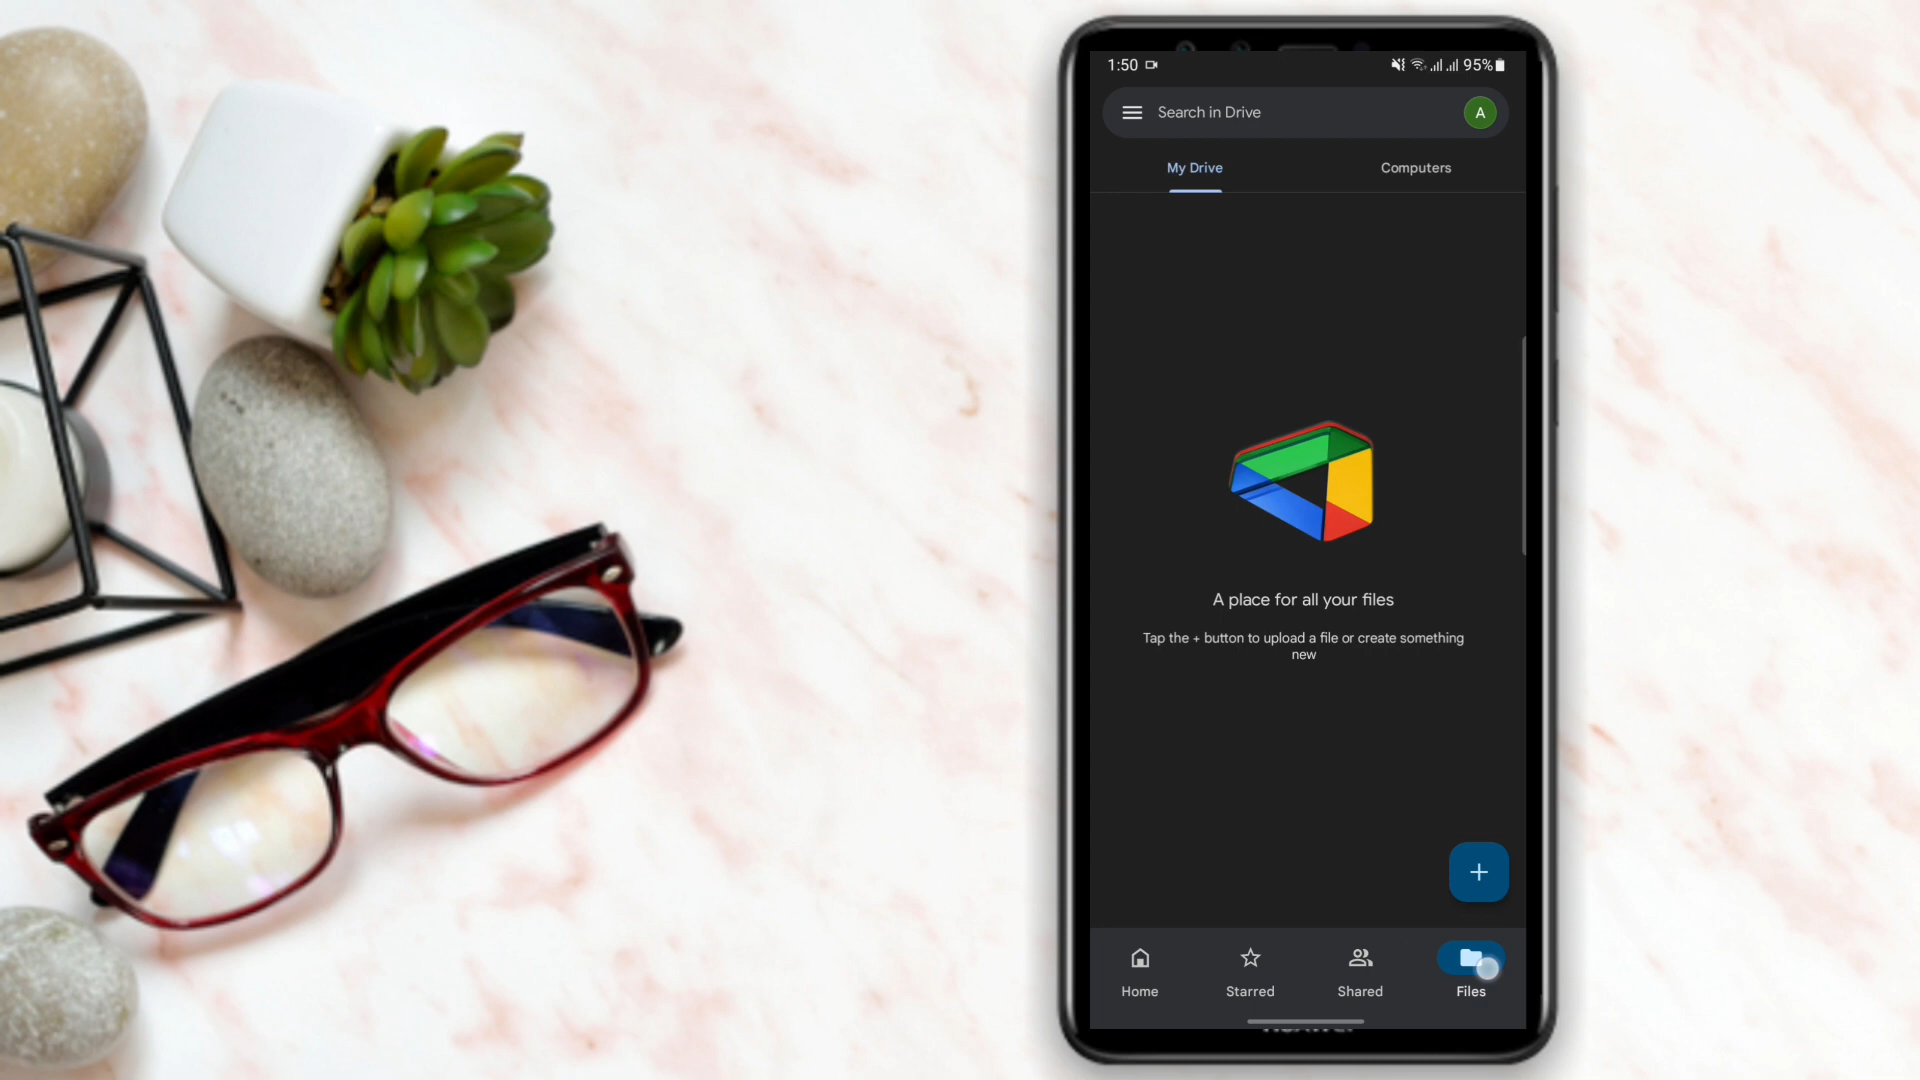 1:50 95%
Search in Drive A
My Drive Computers
A place for all your files
Tap the + button to upload a file or create something
new
Home Starred Shared Files